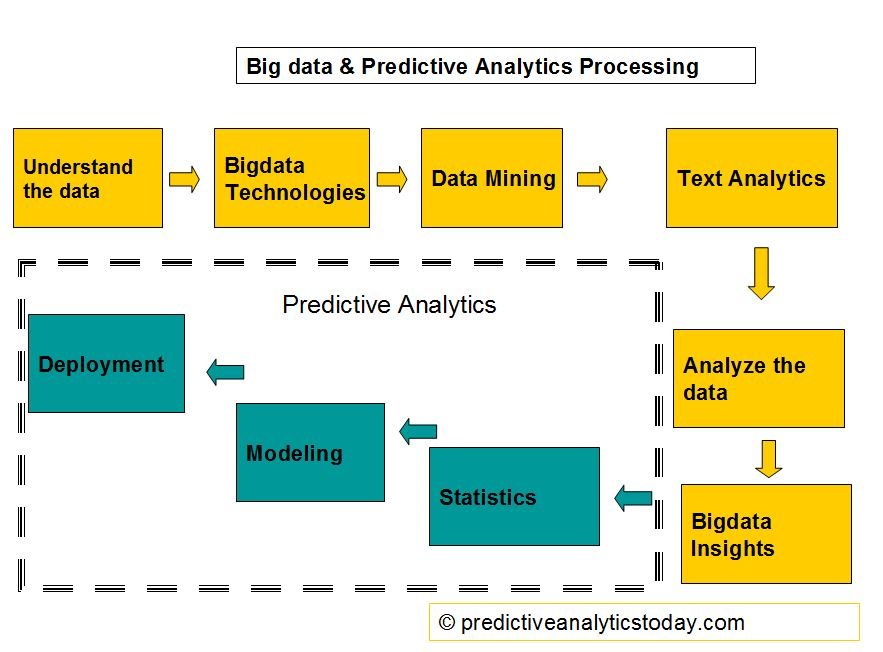 Big data & Predictive Analytics Processing
Understand
the data
Bigdata
Technologies
Data Mining
Text Analytics
Predictive Analytics
Deployment
Analyze the
data
Modeling
Statistics
Bigdata
Insights
© predictiveanalyticstoday.com